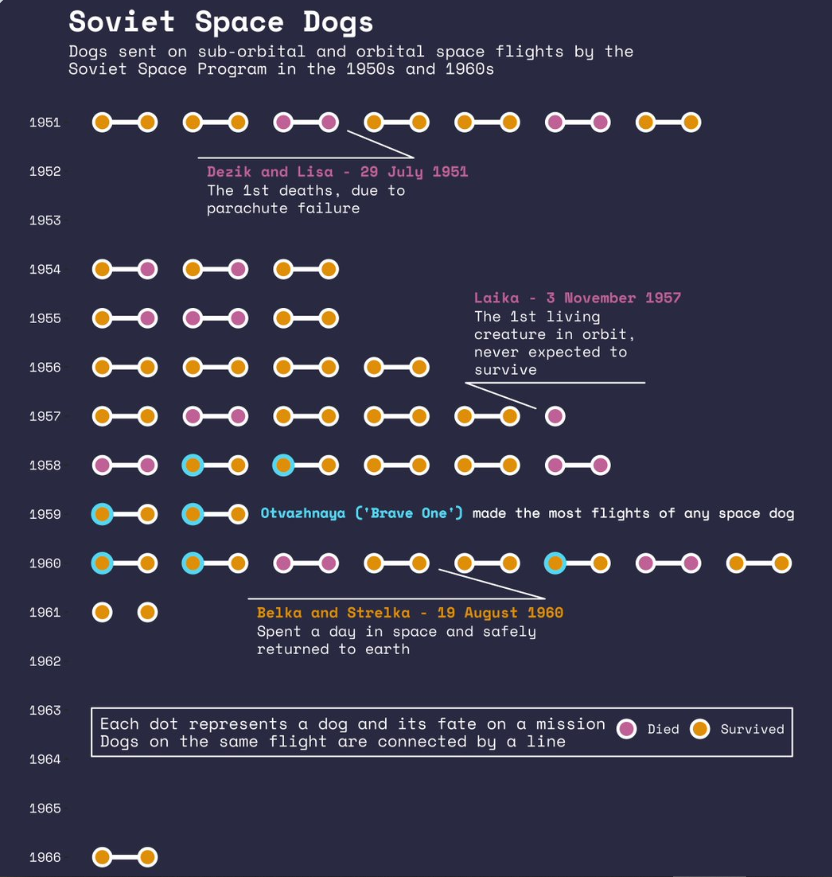 Soviet Space Dogs
Dogs sent on sub-orbital and orbital space flights by the
Soviet Space Program in the 1950s and 1960s
1951
1952
Dezik and Lisa - 29 July 1951
The 1st deaths, due to
parachute failure
1953
1954
Laika - 3 November 1957
The 1st living
creature in orbit,
never expected to
survive
1955
1956
1957
1958
1959
Otvazhnaya ('Brave One') made the most flights of any space dog
1960
1961
Belka and Strelka - 19 August 1960
Spent a day in space and safely
returned to earth
1962
1963
Each dot represents a dog and its fate on a mission
Dogs on the same flight are connected by a line
Died
Survived
1964
1965
1966